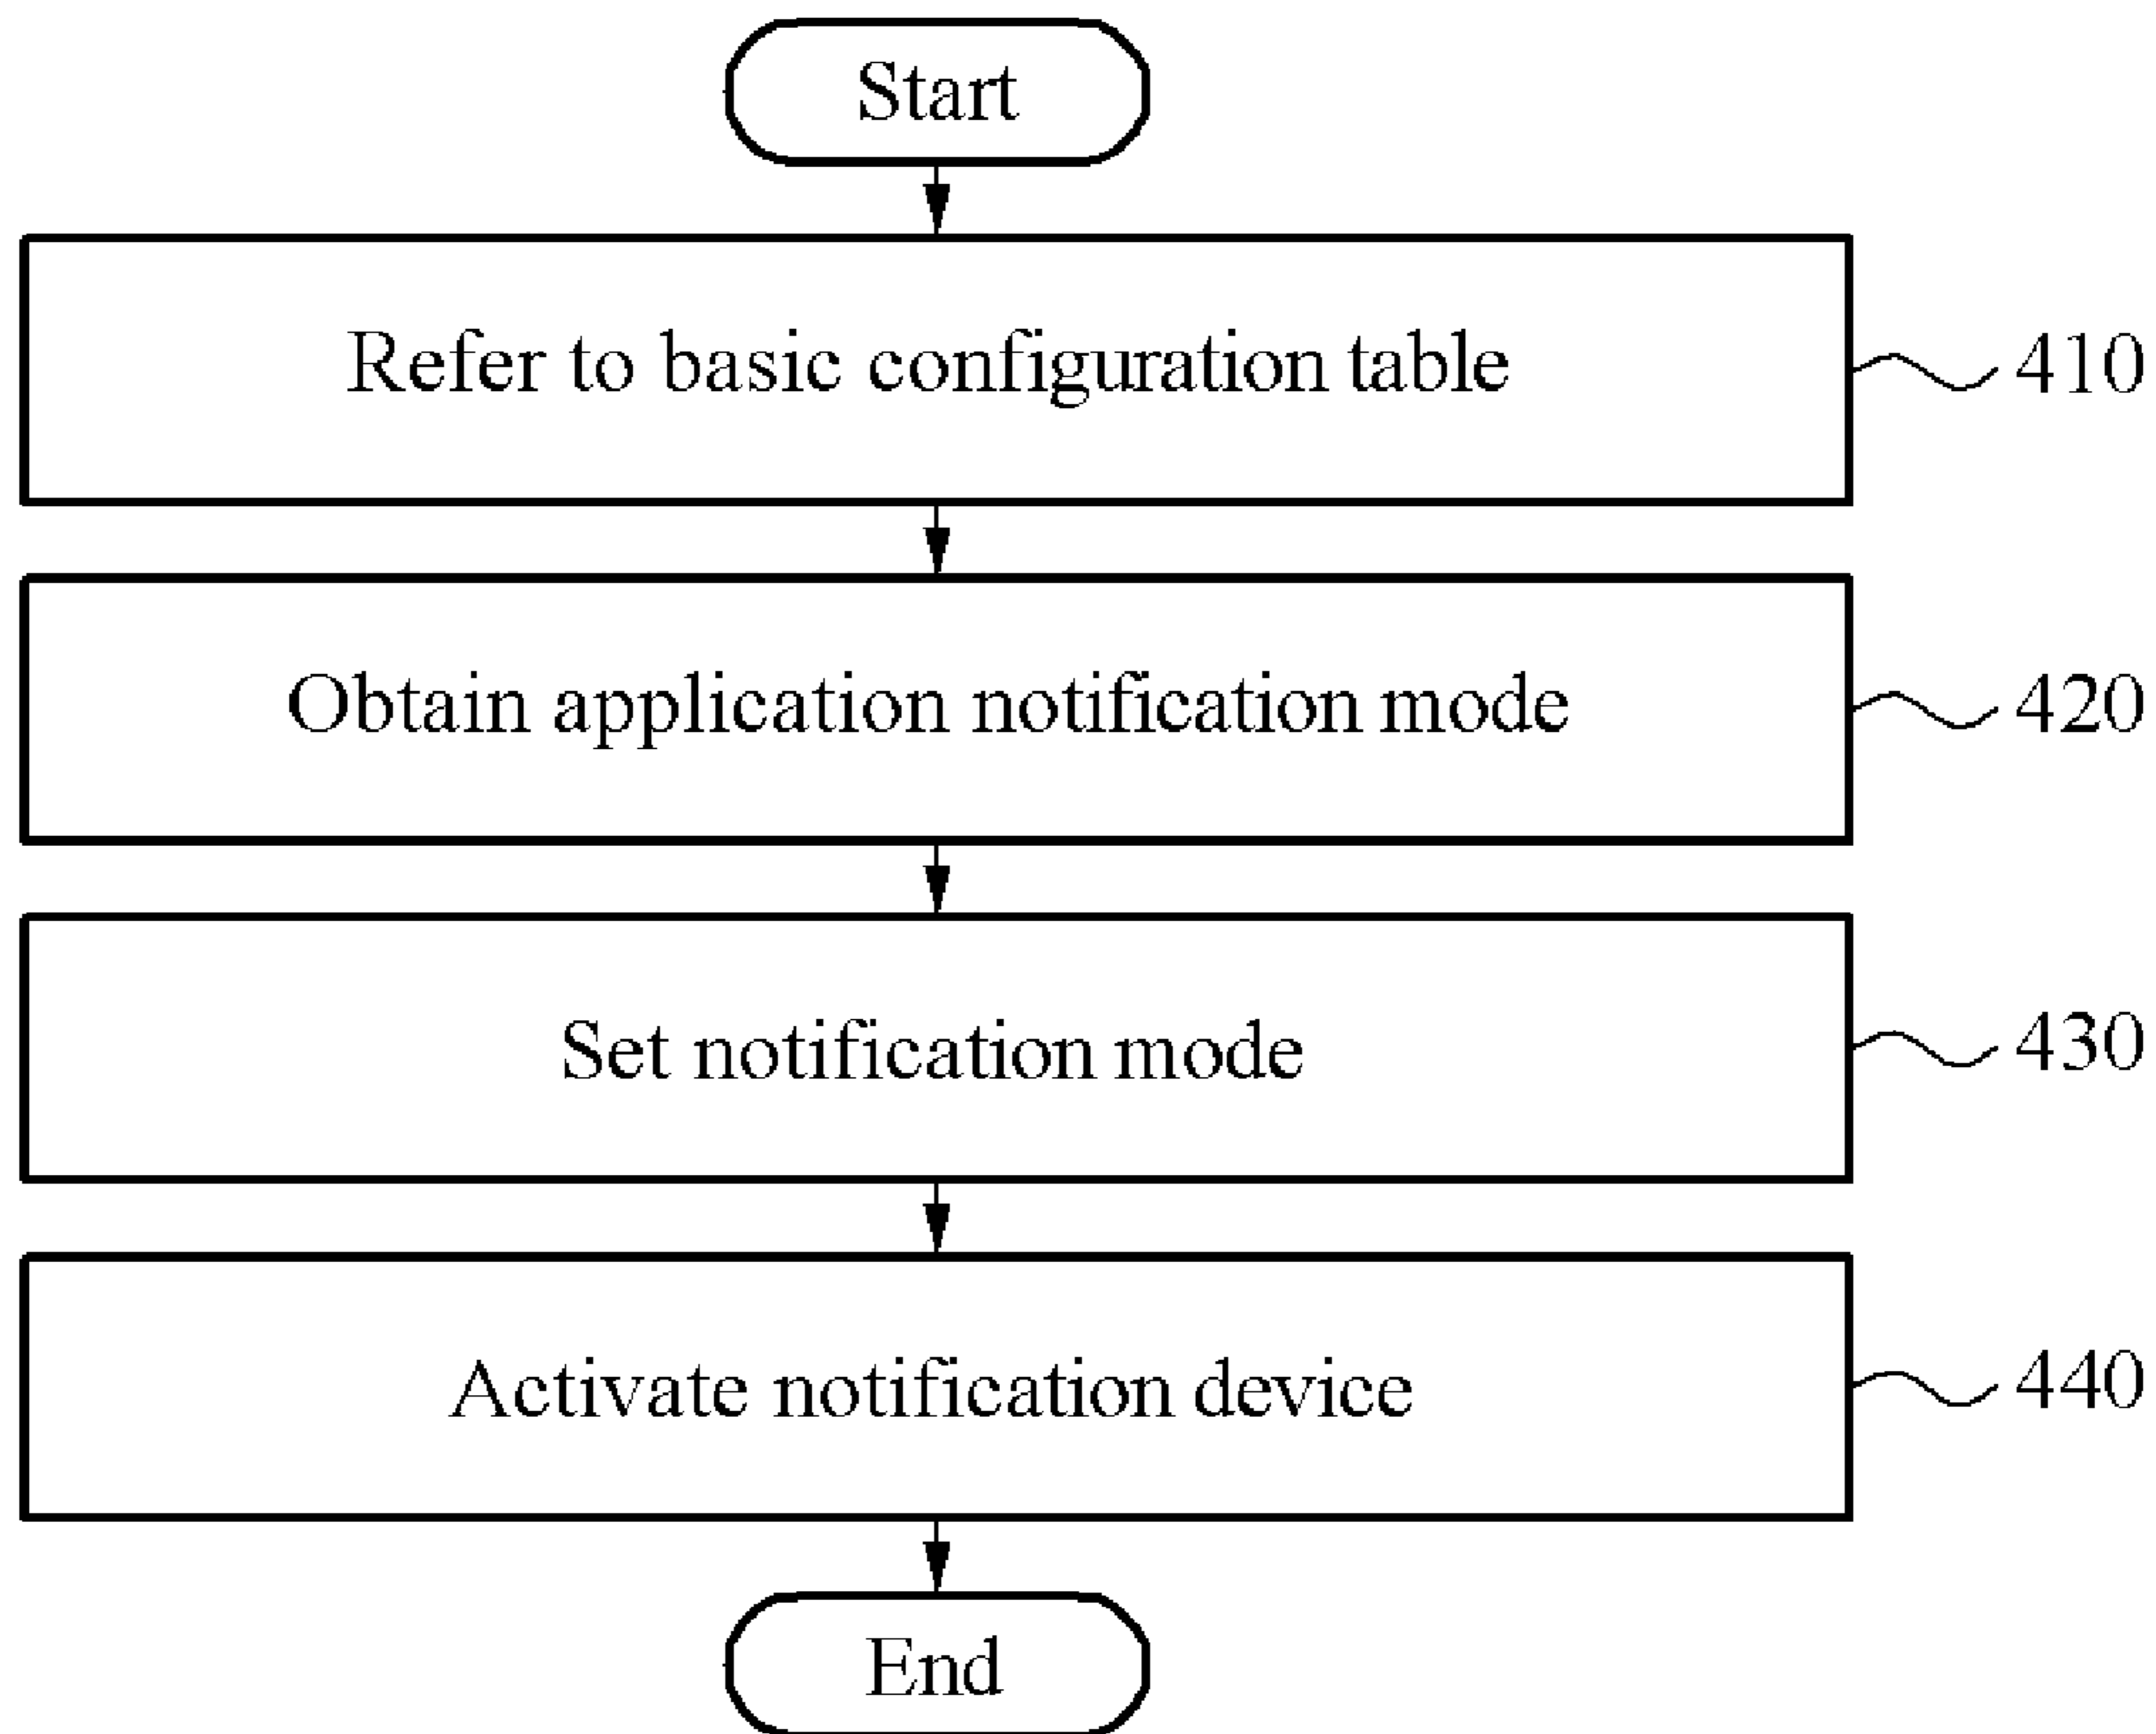 Start
Refer to basic configuration table
410
Obtain application notification mode
420
Set notification mode
430
Activate notification device
440
End